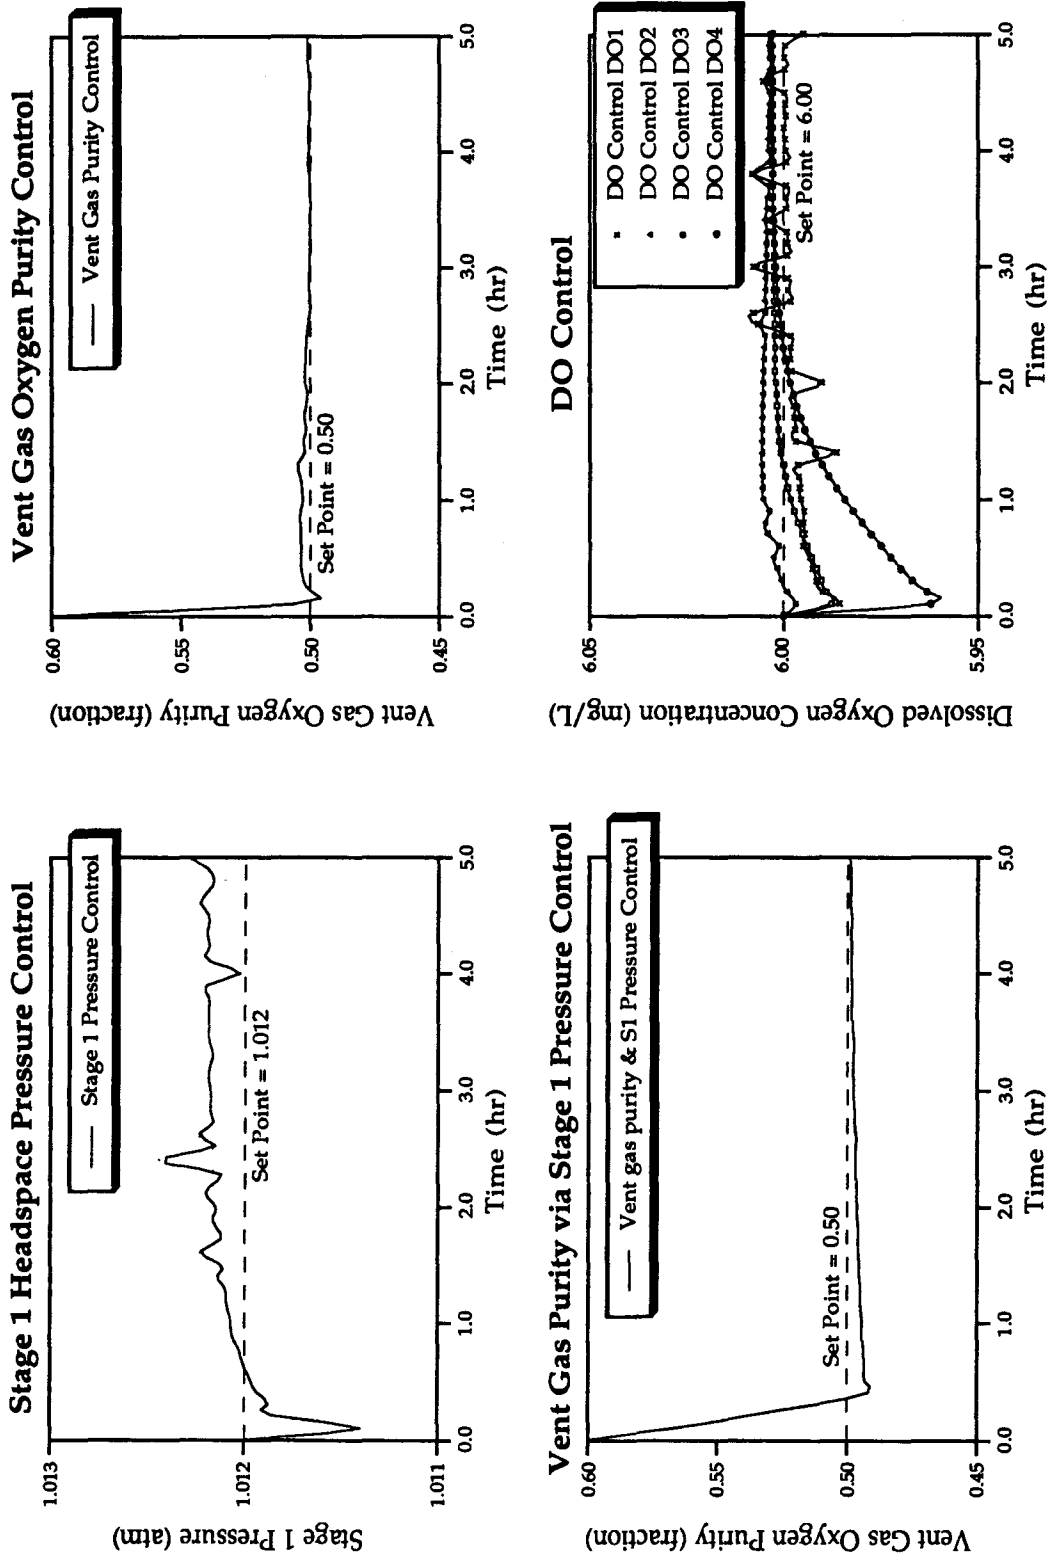 Stage 1 Headspace Pressure Control
Stage 1 Pressure Control
1.013
1.012
1.011
Stage 1 Pressure (atm)
Set Point = 1.012
0.0 1.0 2.0 3.0 4.0 5.0
Time (hr)
Vent Gas Oxygen Purity Control
Vent Gas Purity Control
0.60
0.55
0.50
0.45
Vent Gas Oxygen Purity (fraction)
Set Point = 0.50
0.0 1.0 2.0 3.0 4.0 5.0
Time (hr)
Vent Gas Purity via Stage 1 Pressure Control
Vent gas purity & S1 Pressure Control
0.60
0.55
0.50
0.45
Vent Gas Oxygen Purity (fraction)
Set Point = 0.50
0.0 1.0 2.0 3.0 4.0 5.0
Time (hr)
DO Control
DO Control DO1
DO Control DO2
DO Control DO3
DO Control DO4
6.05
6.00
5.95
Dissolved Oxygen Concentration (mg/L)
Set Point = 6.00
0.0 1.0 2.0 3.0 4.0 5.0
Time (hr)